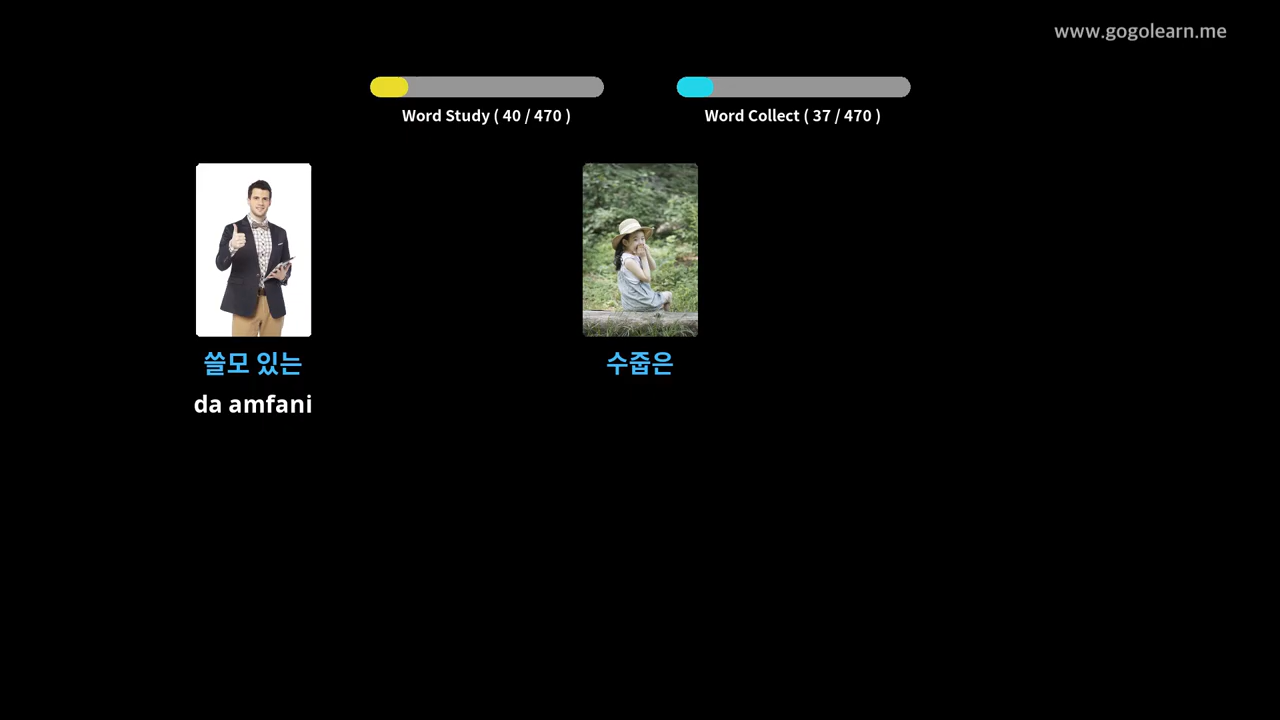 www.gogolearn.me
Word Study ( 40 / 470 )
Word Collect ( 37 / 470 )
쓸모 있는
수줍은
da amfani